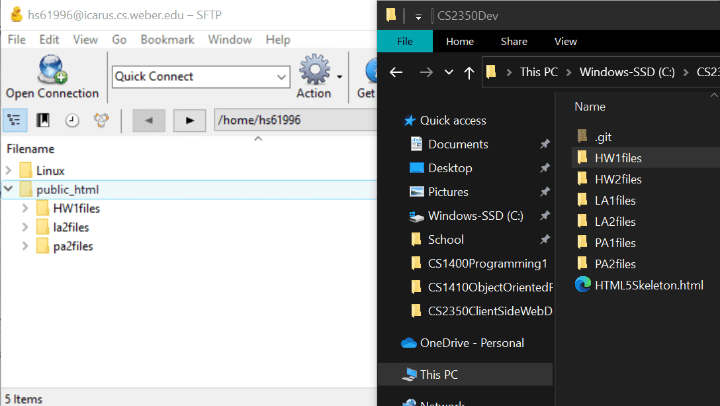 hs61996@icarus.cs.weber.edu – SFTP
File Edit View Go Bookmark Window Help
Open Connection
Quick Connect
Action
Get
/home/hs61996
Filename
Linux
public_html
HW1files
la2files
pa2files
5 Items
CS2350Dev
File Home Share View
This PC > Windows-SSD (C:) > CS2
Quick access
Documents
Desktop
Pictures
Windows-SSD (C:)
School
CS1400Programming1
CS1410ObjectOrientedF
CS2350ClientSideWebD
OneDrive - Personal
This PC
Network
Name
.git
HW1files
HW2files
LA1files
LA2files
PA1files
PA2files
HTML5Skeleton.html